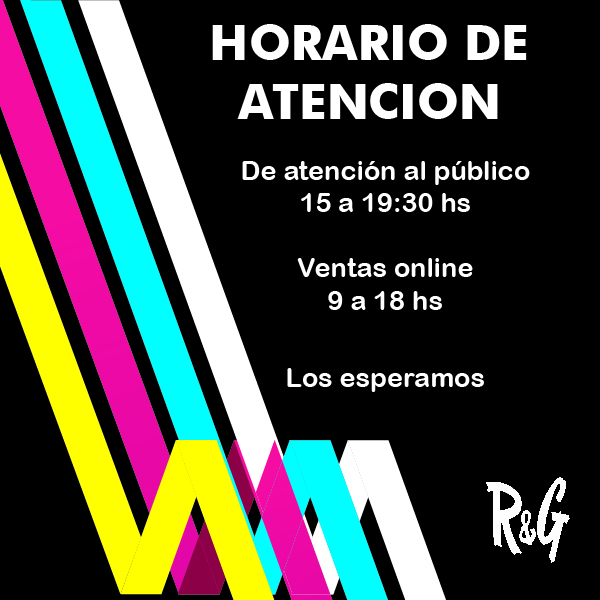 HORARIO DE
ATENCION
De atención al público
15 a 19:30 hs
Ventas online
9 a 18 hs
Los esperamos
R&G